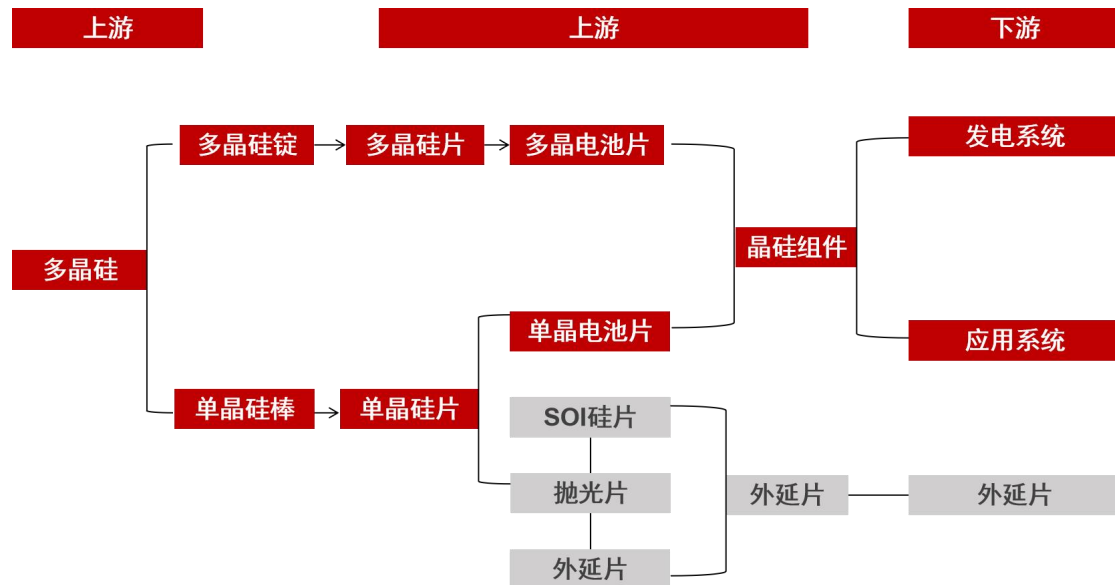 上游
上游
下游
多晶硅锭
多晶硅片
多晶电池片
发电系统
多晶硅
晶硅组件
单晶电池片
应用系统
单晶硅棒
单晶硅片
SOI硅片
抛光片
外延片
外延片
外延片